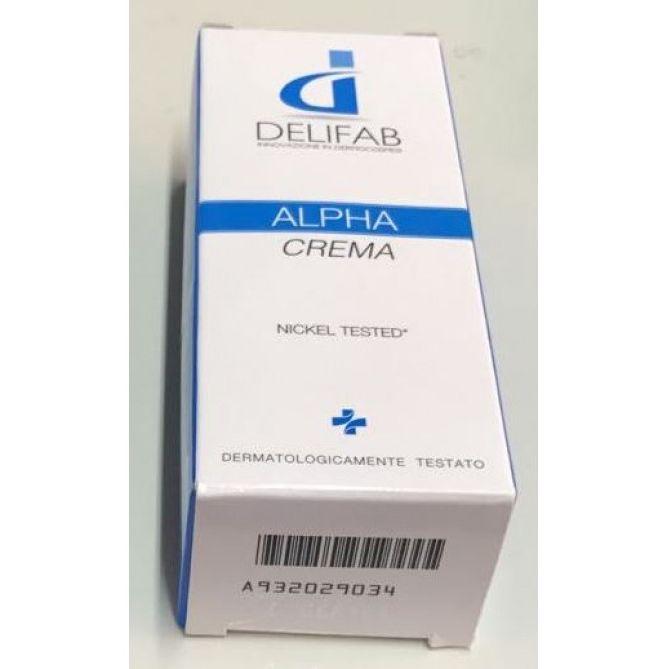 DELIFAB
INNOVAZIONE IN DERMOCOSMESI
ALPHA
CREMA
NICKEL TESTED*
DERMATOLOGICAMENTE TESTATO
A932029034